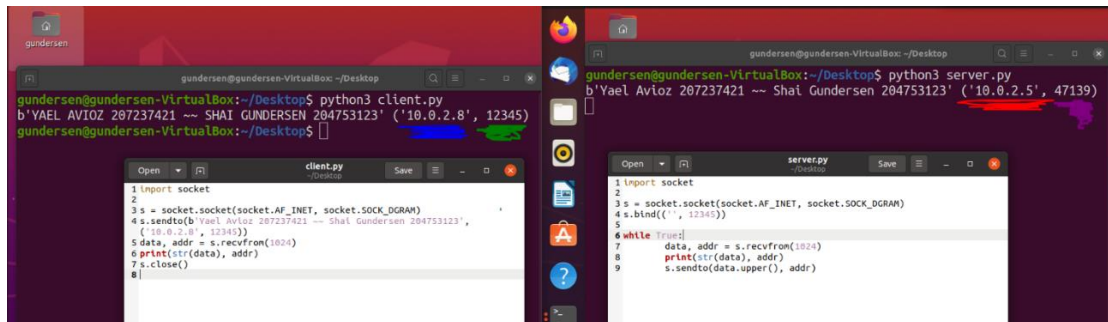 gundersen
gundersen@gundersen-VirtualBox: ~/Desktop
gundersen@gundersen-VirtualBox:~/Desktop$ python3 client.py
b'YAEL AVIOZ 207237421 ~~ SHAI GUNDERSEN 204753123' ('10.0.2.8', 12345)
gundersen@gundersen-VirtualBox:~/Desktop$
Open
client.py
~/Desktop
Save
1 import socket
2
3 s = socket.socket(socket.AF_INET, socket.SOCK_DGRAM)
4 s.sendto(b'Yael Avioz 207237421 ~~ Shai Gundersen 204753123',
('10.0.2.8', 12345))
5 data, addr = s.recvfrom(1024)
6 print(str(data), addr)
7 s.close()
8
gundersen@gundersen-VirtualBox: ~/Desktop
gundersen@gundersen-VirtualBox:~/Desktop$ python3 server.py
b'Yael Avioz 207237421 ~~ Shai Gundersen 204753123' ('10.0.2.5', 47139)
Open
server.py
~/Desktop
Save
1 import socket
2
3 s = socket.socket(socket.AF_INET, socket.SOCK_DGRAM)
4 s.bind(('', 12345))
5
6 while True:
7 data, addr = s.recvfrom(1024)
8 print(str(data), addr)
9 s.sendto(data.upper(), addr)